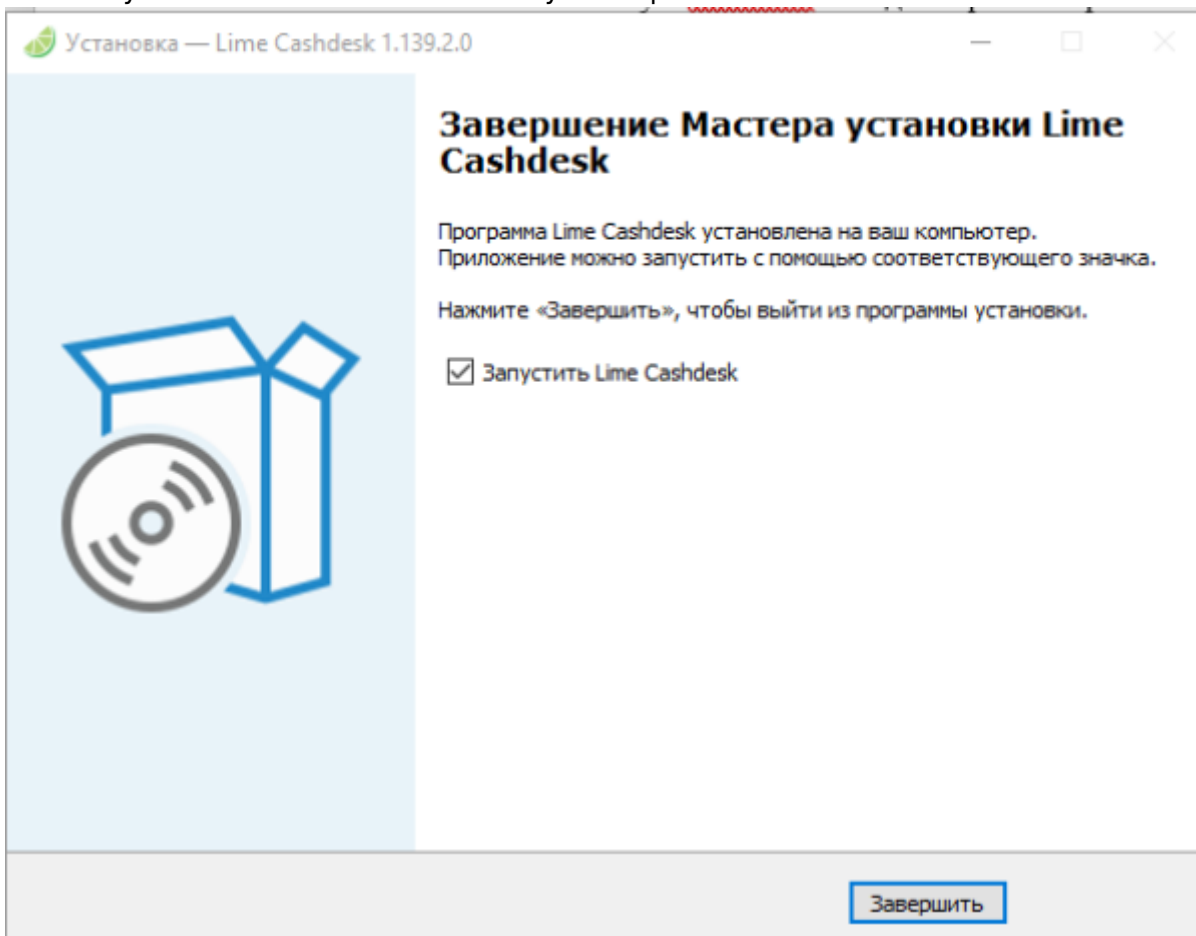 Установка — Lime Cashdesk 1.139.2.0
Завершение Мастера установки Lime
Cashdesk
Программа Lime Cashdesk установлена на ваш компьютер.
Приложение можно запустить с помощью соответствующего значка.
Нажмите «Завершить», чтобы выйти из программы установки.
Запустить Lime Cashdesk
Завершить